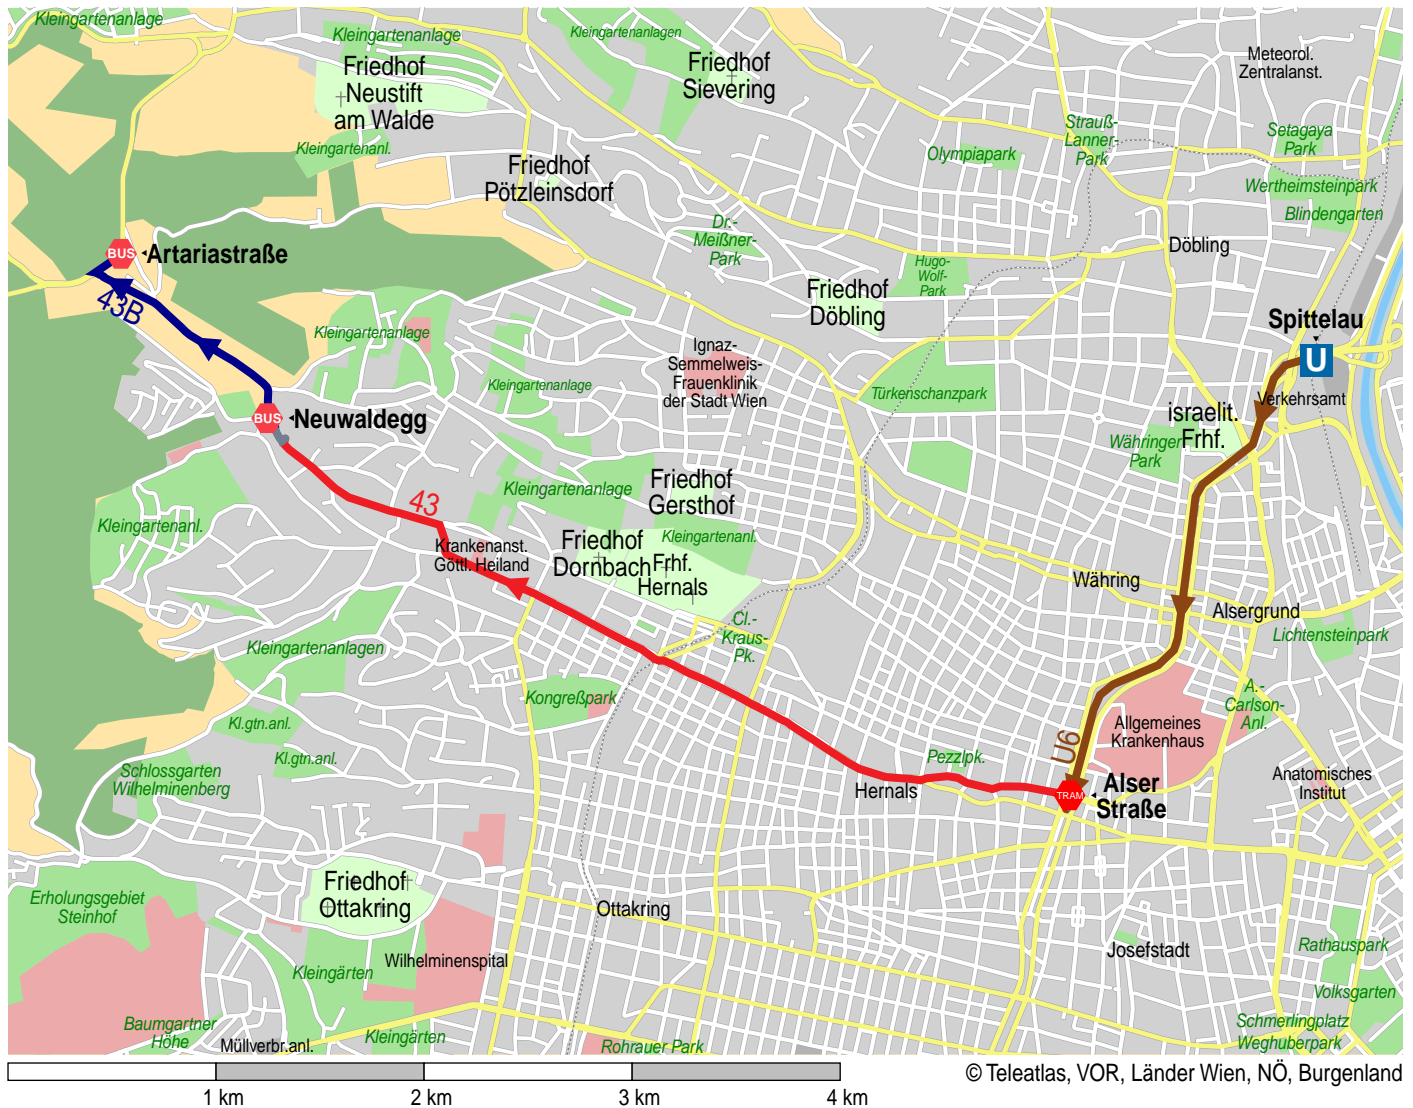 Kleingartenanlage
Kleingartenanlage
Kleingartenanlagen
Friedhof
Sievering
Meteorol.
Zentralanst.
Friedhof
Neustift
am Walde
Kleingartenanl.
Friedhof
Pötzleinsdorf
Olympiapark
Strauß-
Lanner-
Park
Setagaya
Park
Wertheimsteinpark
Blindengarten
Dr.-
Meißner-
Park
Döbling
BUS
Artariastraße
Hugo-
Wolf-
Park
Friedhof
Döbling
43B
Kleingartenanlage
Spittelau
U
Ignaz-
Semmelweis-
Frauenklinik
der Stadt Wien
Kleingartenanlage
Türkenschanzpark
Verkehrsamt
BUS
Neuwaldegg
israelit.
Frhf.
Währinger
Park
Kleingartenanlage
Friedhof
Gersthof
43
Kleingartenanl.
Kleingartenanl.
Krankenanst.
Göttl. Heiland
Friedhof
Dornbach
Frhf.
Hernals
Währing
Alsergrund
Lichtensteinpark
Cl.-
Kraus-
Pk.
Kleingartenanlagen
Kongreßpark
A.-
Carlson-
Anl.
Kl.gtn.anl.
Allgemeines
Krankenhaus
U6
Kl.gtn.anl.
Pezzlpk.
Schlossgarten
Wilhelminenberg
Hernals
TRAM
Alser
Straße
Anatomisches
Institut
Friedhof
Ottakring
Erholungsgebiet
Steinhof
Ottakring
Josefstadt
Rathauspark
Wilhelminenspital
Kleingärten
Volksgarten
Baumgartner
Höhe
Müllverbr.anl.
Kleingärten
Rohrauer Park
Schmerlingplatz
Weghuberpark
© Teleatlas, VOR, Länder Wien, NÖ, Burgenland
1 km
2 km
3 km
4 km